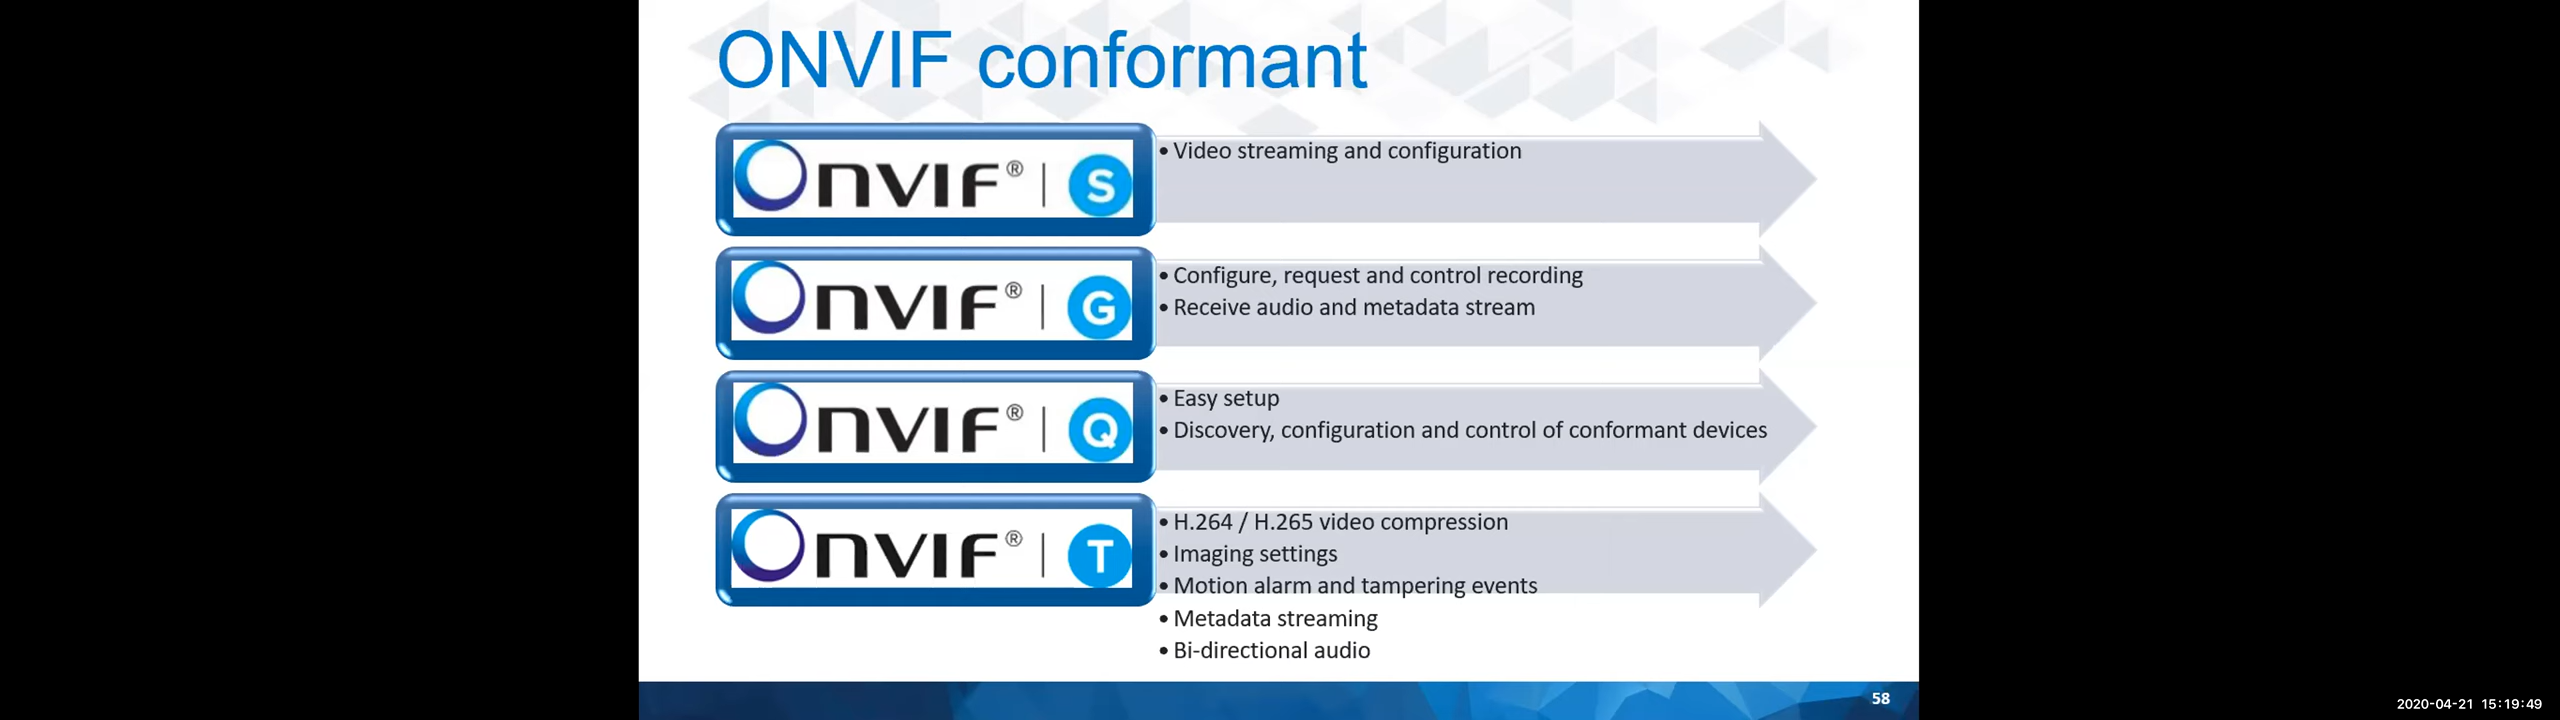 ONVIF conformant
ONVIF® | S
• Video streaming and configuration
ONVIF® | G
• Configure, request and control recording
• Receive audio and metadata stream
ONVIF® | Q
• Easy setup
• Discovery, configuration and control of conformant devices
ONVIF® | T
• H.264 / H.265 video compression
• Imaging settings
• Motion alarm and tampering events
• Metadata streaming
• Bi-directional audio
58
2020-04-21 15:19:49